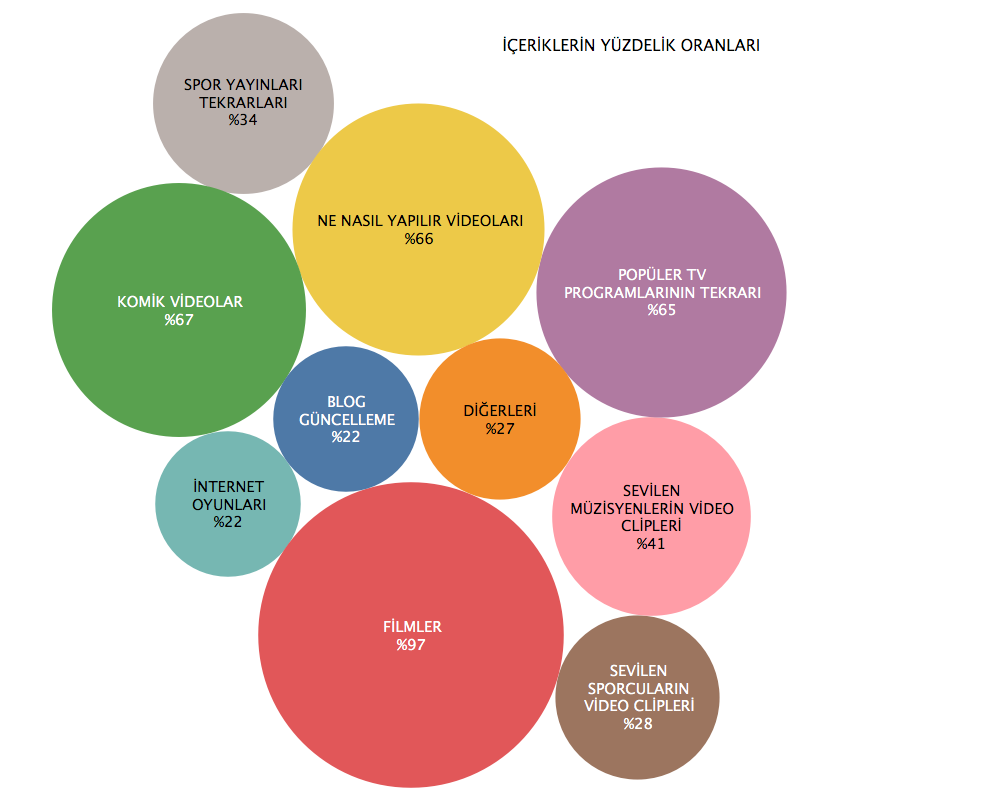 İÇERİKLERİN YÜZDELİK ORANLARI
SPOR YAYINLARI
TEKRARLARI
%34
NE NASIL YAPILIR VİDEOLARI
%66
POPÜLER TV
PROGRAMLARININ TEKRARI
%65
KOMİK VİDEOLAR
%67
BLOG
GÜNCELLEME
%22
DİĞERLERİ
%27
İNTERNET
OYUNLARI
%22
SEVİLEN
MÜZİSYENLERİN VİDEO
CLİPLERİ
%41
FİLMLER
%97
SEVİLEN
SPORCULARIN
VİDEO CLİPLERİ
%28